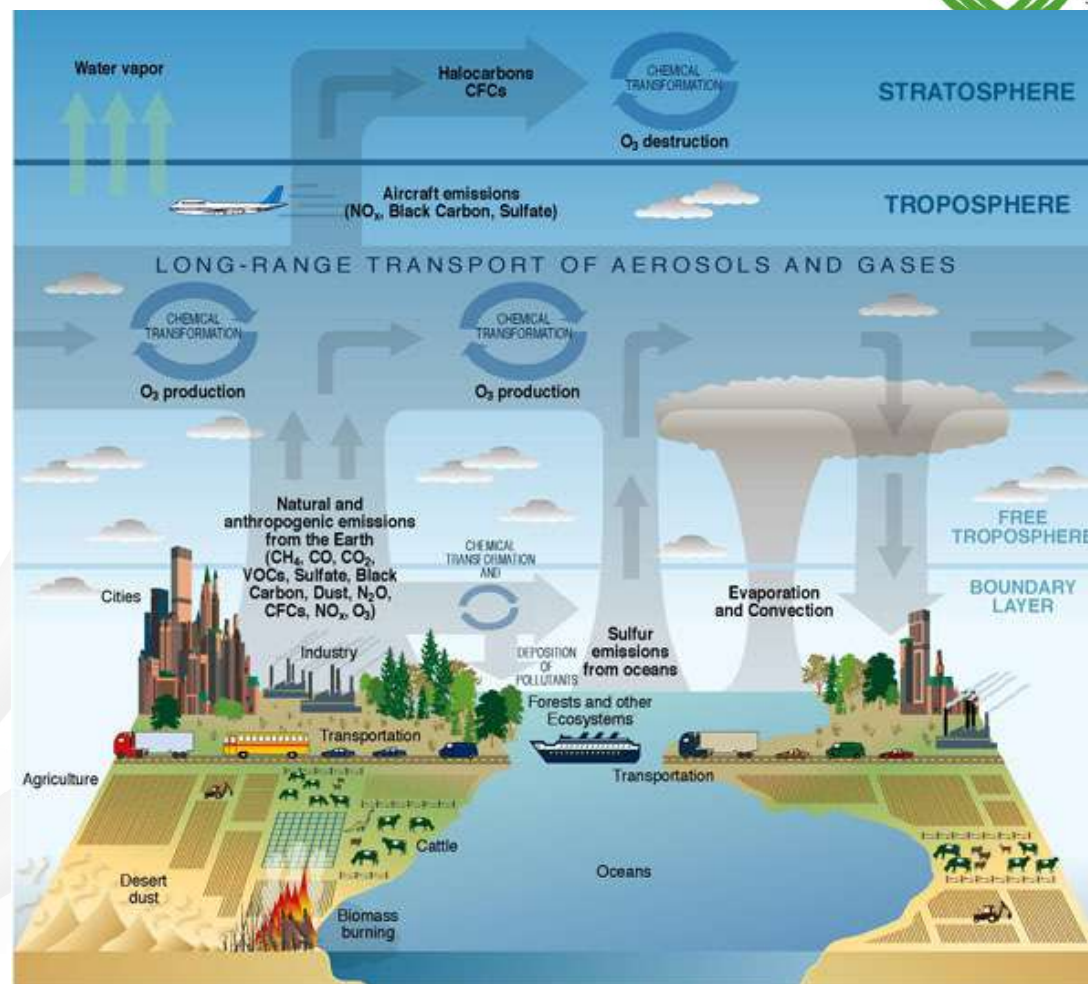 Water vapor
Halocarbons
CFCs
CHEMICAL
TRANSFORMATION
O₃ destruction
STRATOSPHERE
Aircraft emissions
(NOₓ, Black Carbon, Sulfate)
TROPOSPHERE
LONG-RANGE TRANSPORT OF AEROSOLS AND GASES
CHEMICAL
TRANSFORMATION
O₃ production
CHEMICAL
TRANSFORMATION
O₃ production
Natural and
anthropogenic emissions
from the Earth
(CH₄, CO, CO₂,
VOCs, Sulfate, Black
Carbon, Dust, N₂O,
CFCs, NOₓ, O₃)
CHEMICAL
TRANSFORMATION
AND
DEPOSITION
OF
POLLUTANTS
FREE
TROPOSPHERE
BOUNDARY
LAYER
Evaporation
and Convection
Sulfur
emissions
from oceans
Cities
Industry
Forests and other
Ecosystems
Transportation
Transportation
Agriculture
Cattle
Oceans
Desert
dust
Biomass
burning